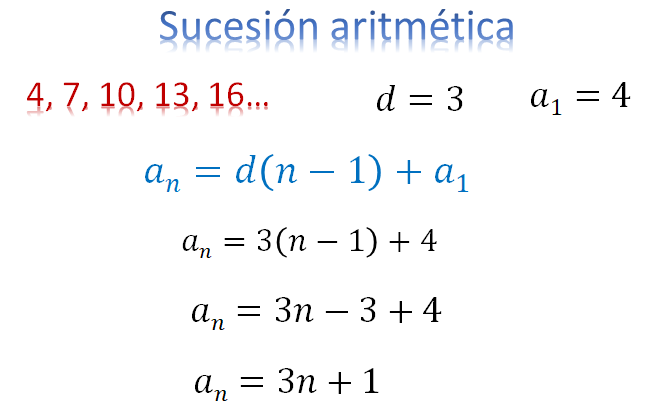 Sucesión aritmética
4, 7, 10, 13, 16... d = 3 a₁ = 4
aₙ = d(n − 1) + a₁
aₙ = 3(n − 1) + 4
aₙ = 3n − 3 + 4
aₙ = 3n + 1